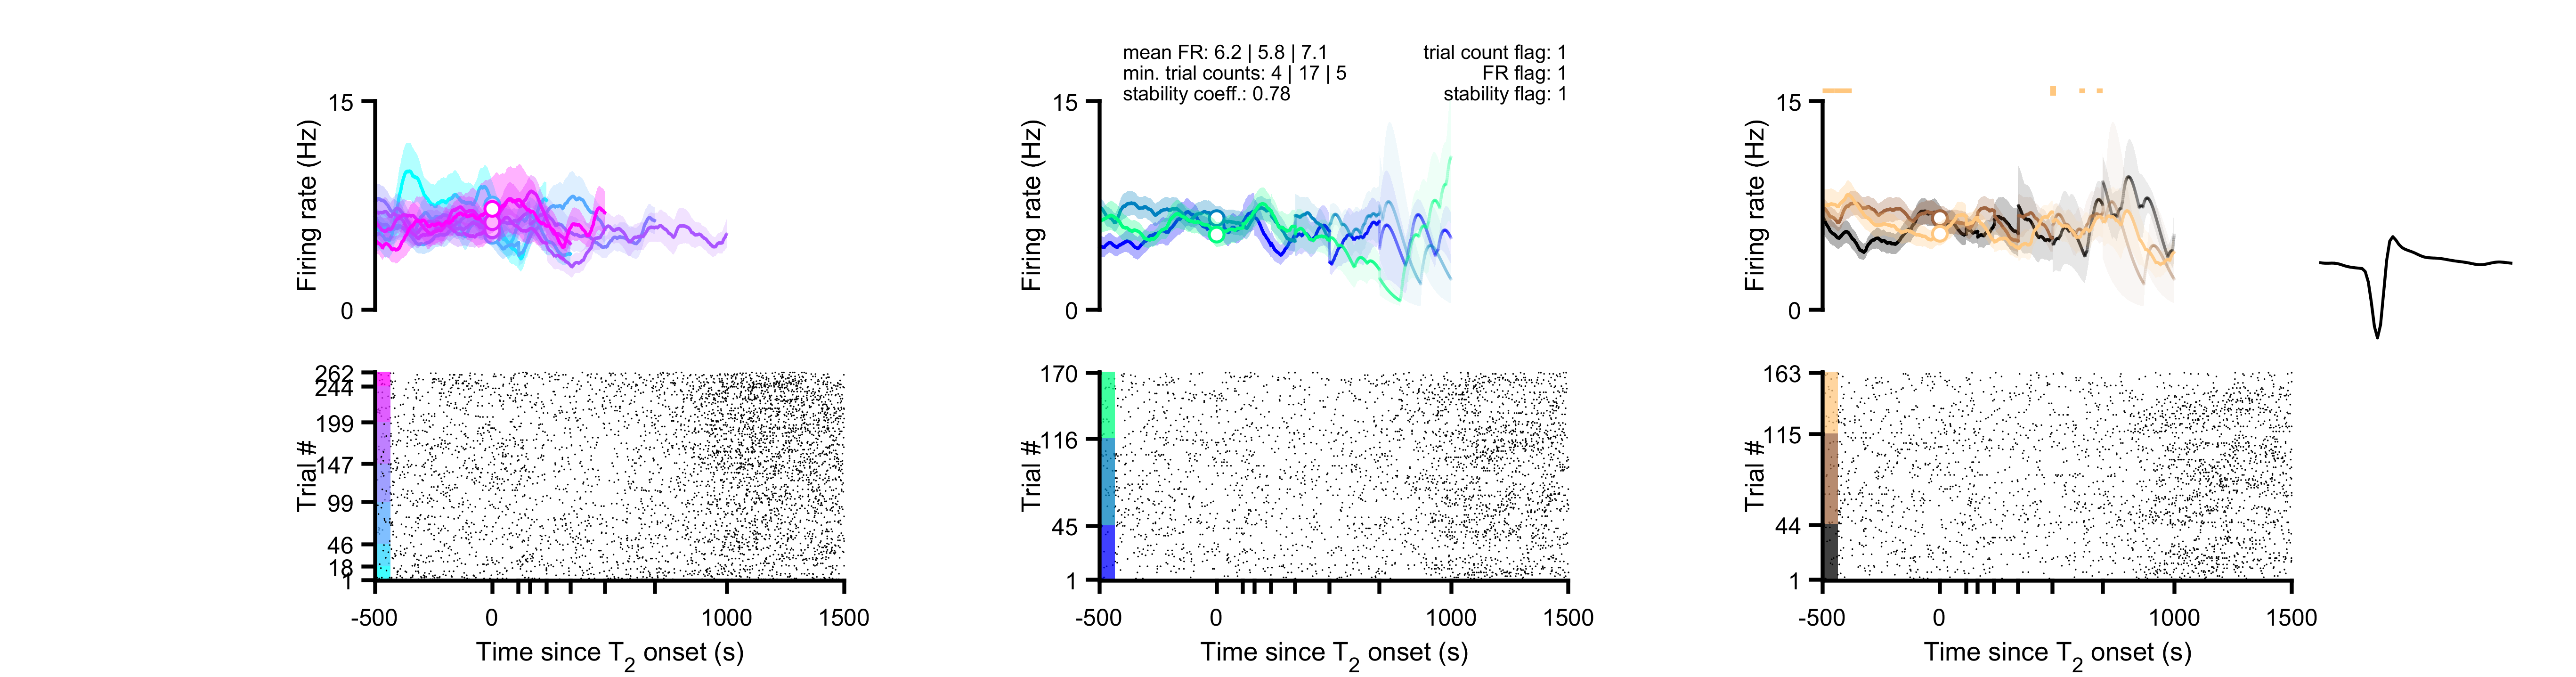 mean FR: 6.2 | 5.8 | 7.1
min. trial counts: 4 | 17 | 5
stability coeff.: 0.78
trial count flag: 1
FR flag: 1
stability flag: 1
15
Firing rate (Hz)
0
15
Firing rate (Hz)
0
15
Firing rate (Hz)
0
262
244
199
147
99
46
18
1
Trial #
-500
0
1000
1500
Time since T2 onset (s)
170
116
45
1
Trial #
-500
0
1000
1500
Time since T2 onset (s)
163
115
44
1
Trial #
-500
0
1000
1500
Time since T2 onset (s)